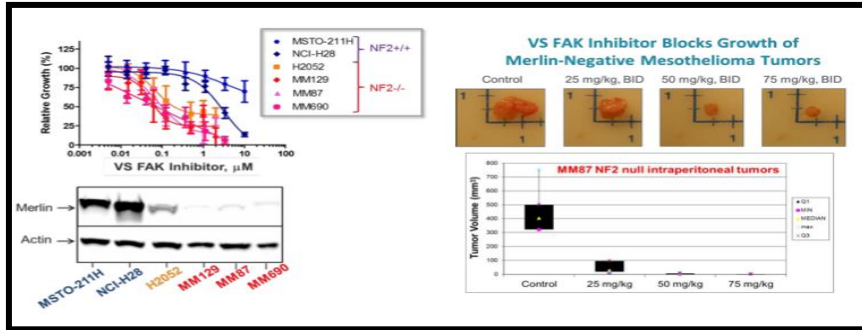 125
100
75
50
25
0
Relative Growth (%)
0.001
0.01
0.1
1
10
100
VS FAK Inhibitor, μM
MSTO-211H
NCI-H28
H2052
MM129
MM87
MM690
NF2+/+
NF2-/-
Merlin
Actin
MSTO-211H
NCI-H28
H2052
MM129
MM87
MM690
VS FAK Inhibitor Blocks Growth of
Merlin-Negative Mesothelioma Tumors
Control
25 mg/kg, BID
50 mg/kg, BID
75 mg/kg, BID
1
1
1
1
1
1
1
1
MM87 NF2 null intraperitoneal tumors
Tumor Volume (mm³)
800
700
600
500
400
300
200
100
0
Control
25 mg/kg
50 mg/kg
75 mg/kg
Q1
MIN
MEDIAN
max
Q3